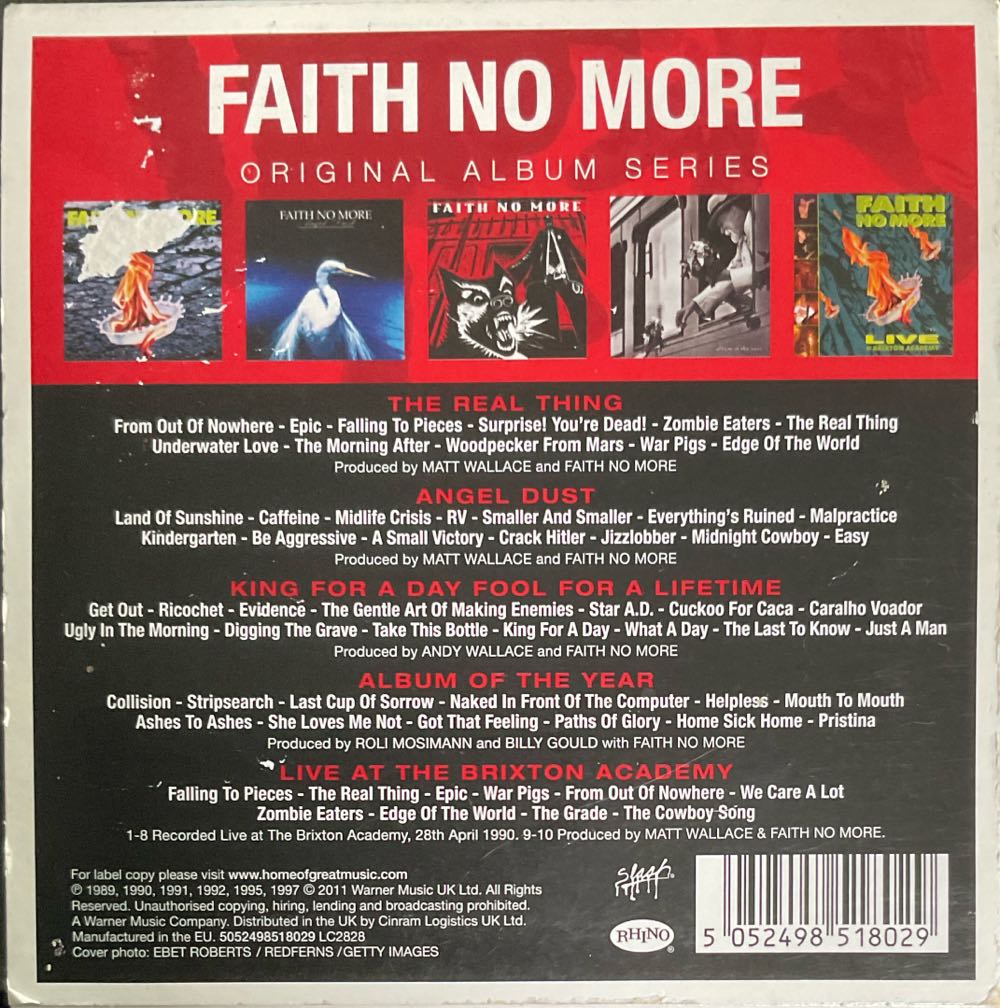 FAITH NO MORE
ORIGINAL ALBUM SERIES
FAITH NO MORE
FAITH NO MORE
FAITH
NO MORE
LIVE
THE REAL THING
From Out Of Nowhere - Epic - Falling To Pieces - Surprise! You're Dead! - Zombie Eaters - The Real Thing
Underwater Love - The Morning After - Woodpecker From Mars - War Pigs - Edge Of The World
Produced by MATT WALLACE and FAITH NO MORE
ANGEL DUST
Land Of Sunshine - Caffeine - Midlife Crisis - RV - Smaller And Smaller - Everything's Ruined - Malpractice
Kindergarten - Be Aggressive - A Small Victory - Crack Hitler - Jizzlobber - Midnight Cowboy - Easy
Produced by MATT WALLACE and FAITH NO MORE
KING FOR A DAY FOOL FOR A LIFETIME
Get Out - Ricochet - Evidence - The Gentle Art Of Making Enemies - Star A.D. - Cuckoo For Caca - Caralho Voador
Ugly In The Morning - Digging The Grave - Take This Bottle - King For A Day - What A Day - The Last To Know - Just A Man
Produced by ANDY WALLACE and FAITH NO MORE
ALBUM OF THE YEAR
Collision - Stripsearch - Last Cup Of Sorrow - Naked In Front Of The Computer - Helpless - Mouth To Mouth
Ashes To Ashes - She Loves Me Not - Got That Feeling - Paths Of Glory - Home Sick Home - Pristina
Produced by ROLI MOSIMANN and BILLY GOULD with FAITH NO MORE
LIVE AT THE BRIXTON ACADEMY
Falling To Pieces - The Real Thing - Epic - War Pigs - From Out Of Nowhere - We Care A Lot
Zombie Eaters - Edge Of The World - The Grade - The Cowboy Song
1-8 Recorded Live at The Brixton Academy, 28th April 1990. 9-10 Produced by MATT WALLACE & FAITH NO MORE.
For label copy please visit www.homeofgreatmusic.com
℗ 1989, 1990, 1991, 1992, 1995, 1997 © 2011 Warner Music UK Ltd. All Rights
Reserved. Unauthorised copying, hiring, lending and broadcasting prohibited.
A Warner Music Company. Distributed in the UK by Cinram Logistics UK Ltd.
Manufactured in the EU. 5052498518029 LC2828
Cover photo: EBET ROBERTS / REDFERNS /GETTY IMAGES
slash
RHINO
5 052498 518029